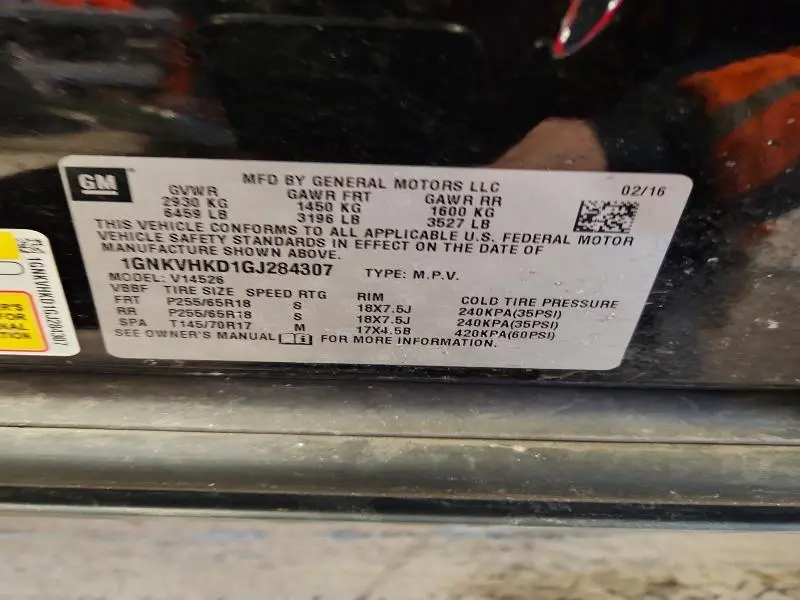 GM
MFD BY GENERAL MOTORS LLC
02/16
GVWR GAWR FRT GAWR RR
2930 KG 1450 KG 1600 KG
6459 LB 3196 LB 3527 LB
THIS VEHICLE CONFORMS TO ALL APPLICABLE U.S. FEDERAL MOTOR
VEHICLE SAFETY STANDARDS IN EFFECT ON THE DATE OF
MANUFACTURE SHOWN ABOVE.
1GNKVHKD1GJ284307 TYPE: M.P.V.
MODEL: V14526
VBBF TIRE SIZE SPEED RTG RIM COLD TIRE PRESSURE
FRT P255/65R18 S 18X7.5J 240KPA(35PSI)
RR P255/65R18 S 18X7.5J 240KPA(35PSI)
SPA T145/70R17 M 17X4.5B 420KPA(60PSI)
SEE OWNER'S MANUAL FOR MORE INFORMATION.
1GNKVHKD1GJ284307